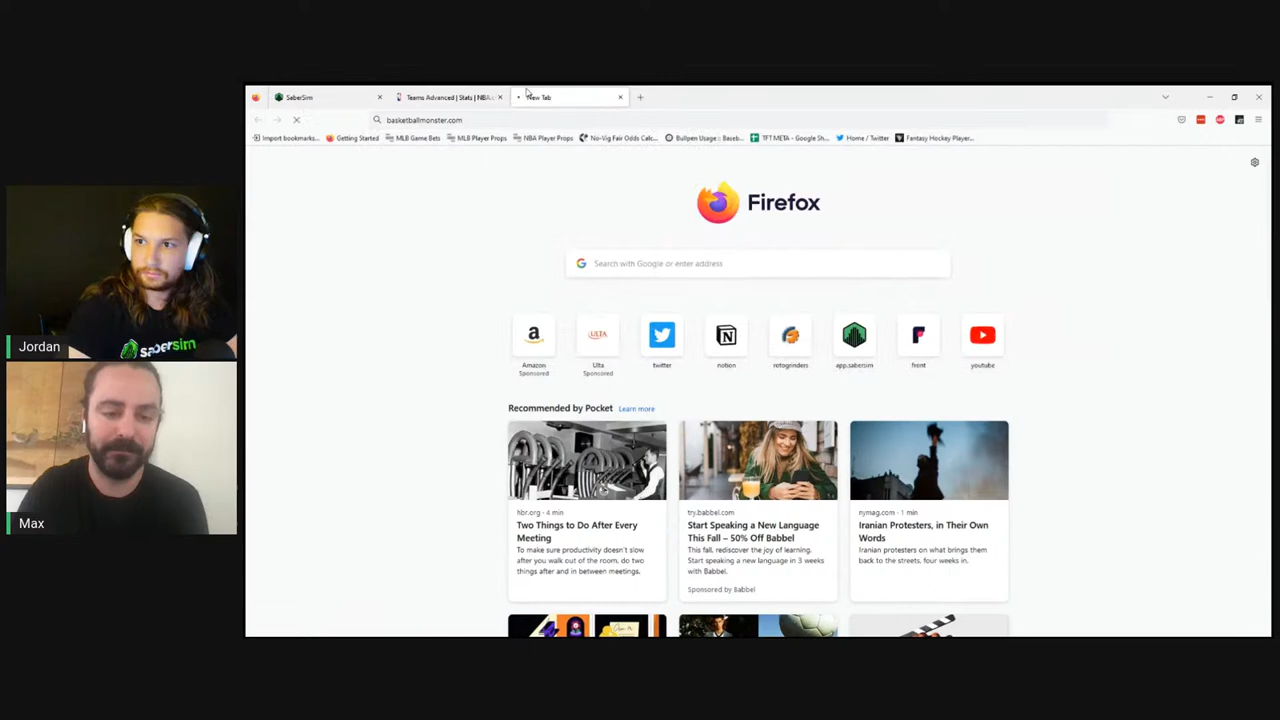 SaberSim
Teams Advanced | Stats | NBA.c
New Tab
basketballmonster.com
Import bookmarks...
Getting Started
MLB Game Bets
MLB Player Props
NBA Player Props
No-Vig Fair Odds Calc...
Bullpen Usage :: Baseb...
TFT META - Google Sh...
Home / Twitter
Fantasy Hockey Player...
Firefox
Search with Google or enter address
a
ULTA
N
Amazon
Sponsored
Ulta
Sponsored
twitter
notion
rotogrinders
app.sabersim
front
youtube
Recommended by Pocket
Learn more
hbr.org · 4 min
Two Things to Do After Every
Meeting
To make sure productivity doesn't slow
after you walk out of the room, do two
things after and in between meetings.
try.babbel.com
Start Speaking a New Language
This Fall – 50% Off Babbel
This fall, rediscover the joy of learning.
Start speaking a new language in 3 weeks
with Babbel.
Sponsored by Babbel
nymag.com · 1 min
Iranian Protesters, in Their Own
Words
Iranian protesters on what brings them
back to the streets, four weeks in.
sabersim
Jordan
Max